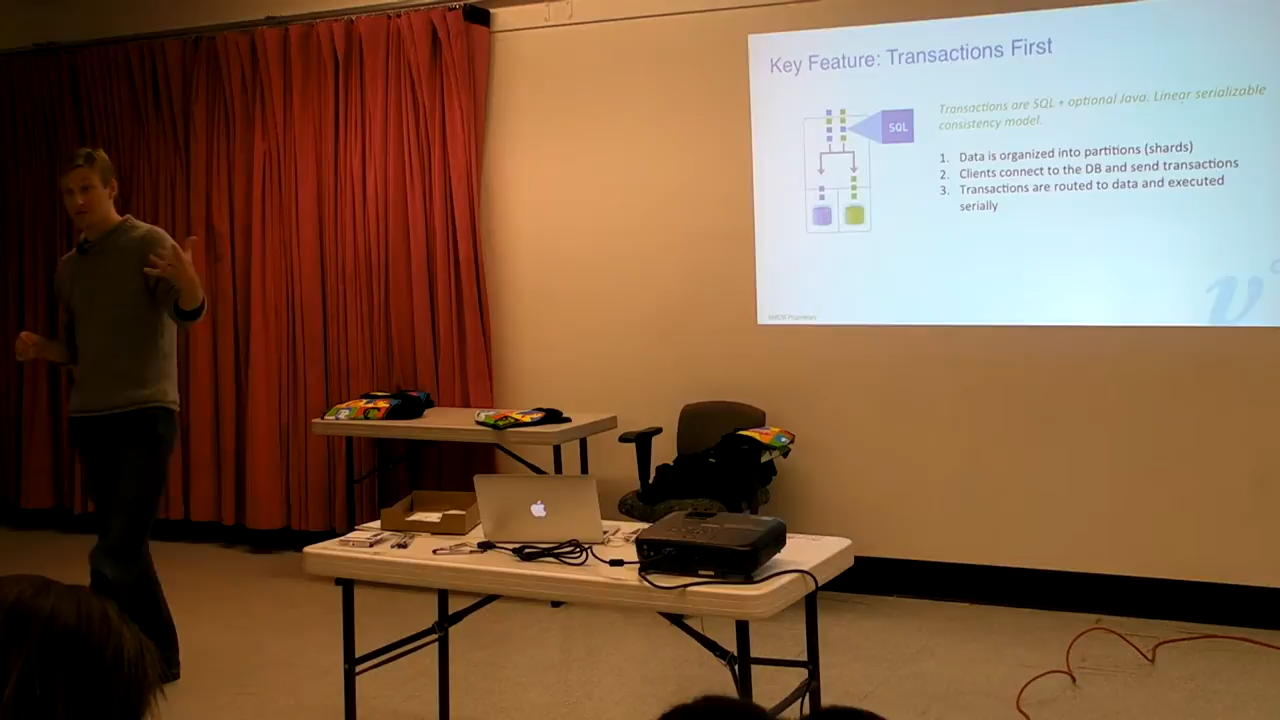 Key Feature: Transactions First
Transactions are SQL + optional Java. Linear serializable
consistency model.
SQL
1. Data is organized into partitions (shards)
2. Clients connect to the DB and send transactions
3. Transactions are routed to data and executed
serially
v